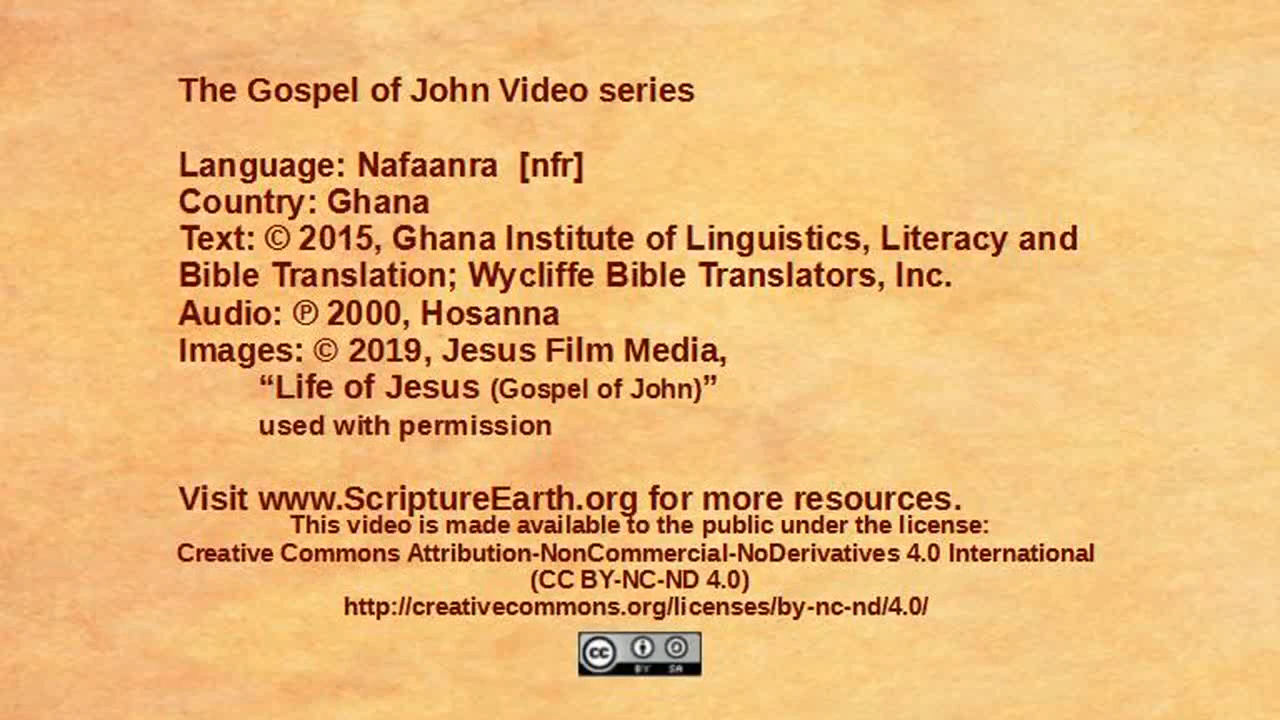 The Gospel of John Video series
Language: Nafaanra [nfr]
Country: Ghana
Text: © 2015, Ghana Institute of Linguistics, Literacy and
Bible Translation; Wycliffe Bible Translators, Inc.
Audio: ℗ 2000, Hosanna
Images: © 2019, Jesus Film Media,
“Life of Jesus (Gospel of John)”
used with permission
Visit www.ScriptureEarth.org for more resources.
This video is made available to the public under the license:
Creative Commons Attribution-NonCommercial-NoDerivatives 4.0 International
(CC BY-NC-ND 4.0)
http://creativecommons.org/licenses/by-nc-nd/4.0/
cc BY SA